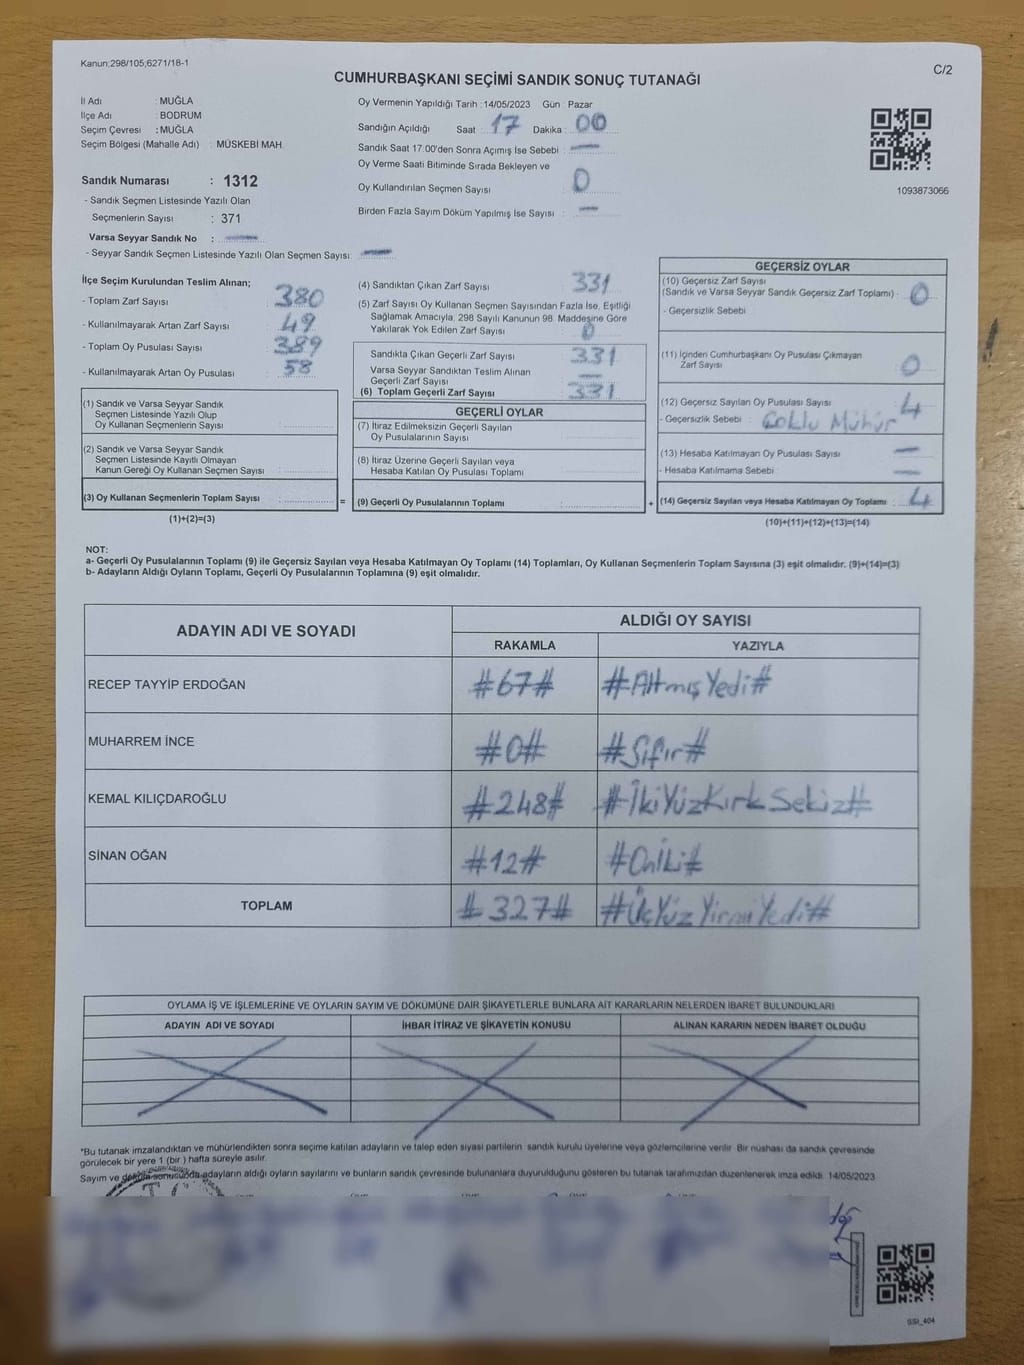 Kanun:298/105;6271/18-1
C/2
CUMHURBAŞKANI SEÇİMİ SANDIK SONUÇ TUTANAĞI
İl Adı : MUĞLA
İlçe Adı : BODRUM
Seçim Çevresi : MUĞLA
Seçim Bölgesi (Mahalle Adı) : MÜSKEBİ MAH.
Sandık Numarası : 1312
- Sandık Seçmen Listesinde Yazılı Olan
Seçmenlerin Sayısı : 371
Varsa Seyyar Sandık No : —
- Seyyar Sandık Seçmen Listesinde Yazılı Olan Seçmen Sayısı: —
Oy Vermenin Yapıldığı Tarih :14/05/2023 Gün : Pazar
Sandığın Açıldığı Saat : 17 Dakika : 00
Sandık Saat 17:00'den Sonra Açımış İse Sebebi : —
Oy Verme Saati Bitiminde Sırada Bekleyen ve
Oy Kullandırılan Seçmen Sayısı : 0
Birden Fazla Sayım Döküm Yapılmış İse Sayısı : —
1093873066
İlçe Seçim Kurulundan Teslim Alınan;
- Toplam Zarf Sayısı : 380
- Kullanılmayarak Artan Zarf Sayısı : 49
- Toplam Oy Pusulası Sayısı : 389
- Kullanılmayarak Artan Oy Pusulası : 58
(1) Sandık ve Varsa Seyyar Sandık
Seçmen Listesinde Yazılı Olup
Oy Kullanan Seçmenlerin Sayısı :
(2) Sandık ve Varsa Seyyar Sandık
Seçmen Listesinde Kayıtlı Olmayan
Kanun Gereği Oy Kullanan Seçmen Sayısı :
(3) Oy Kullanan Seçmenlerin Toplam Sayısı :
=
(1)+(2)=(3)
(4) Sandıktan Çıkan Zarf Sayısı : 331
(5) Zarf Sayısı Oy Kullanan Seçmen Sayısından Fazla İse, Eşitliği
Sağlamak Amacıyla, 298 Sayılı Kanunun 98. Maddesine Göre
Yakılarak Yok Edilen Zarf Sayısı : 0
Sandıkta Çıkan Geçerli Zarf Sayısı : 331
Varsa Seyyar Sandıktan Teslim Alınan
Geçerli Zarf Sayısı : —
(6) Toplam Geçerli Zarf Sayısı : 331
GEÇERLİ OYLAR
(7) İtiraz Edilmeksizin Geçerli Sayılan
Oy Pusulalarının Sayısı :
(8) İtiraz Üzerine Geçerli Sayılan veya
Hesaba Katılan Oy Pusulası Toplamı :
(9) Geçerli Oy Pusulalarının Toplamı :
+
GEÇERSİZ OYLAR
(10) Geçersiz Zarf Sayısı
(Sandık ve Varsa Seyyar Sandık Geçersiz Zarf Toplamı) : 0
- Geçersizlik Sebebi :
(11) İçinden Cumhurbaşkanı Oy Pusulası Çıkmayan
Zarf Sayısı : 0
(12) Geçersiz Sayılan Oy Pusulası Sayısı : 4
- Geçersizlik Sebebi : Çoklu Mühür
(13) Hesaba Katılmayan Oy Pusulası Sayısı : —
- Hesaba Katılmama Sebebi : —
(14) Geçersiz Sayılan veya Hesaba Katılmayan Oy Toplamı : 4
(10)+(11)+(12)+(13)=(14)
NOT:
a- Geçerli Oy Pusulalarının Toplamı (9) ile Geçersiz Sayılan veya Hesaba Katılmayan Oy Toplamı (14) Toplamları, Oy Kullanan Seçmenlerin Toplam Sayısına (3) eşit olmalıdır. (9)+(14)=(3)
b- Adayların Aldığı Oyların Toplamı, Geçerli Oy Pusulalarının Toplamına (9) eşit olmalıdır.
ADAYIN ADI VE SOYADI ALDIĞI OY SAYISI
RAKAMLA YAZIYLA
RECEP TAYYİP ERDOĞAN #67# #Altmış Yedi#
MUHARREM İNCE #0# #Sıfır#
KEMAL KILIÇDAROĞLU #248# #İkiYüzKırkSekiz#
SİNAN OĞAN #12# #Oniki#
TOPLAM #327# #ÜçYüzYirmiYedi#
OYLAMA İŞ VE İŞLEMLERİNE VE OYLARIN SAYIM VE DÖKÜMÜNE DAİR ŞİKAYETLERLE BUNLARA AİT KARARLARIN NELERDEN İBARET BULUNDUKLARI
ADAYIN ADI VE SOYADI İHBAR İTİRAZ VE ŞİKAYETİN KONUSU ALINAN KARARIN NEDEN İBARET OLDUĞU
*Bu tutanak imzalandıktan ve mühürlendikten sonra seçime katılan adayların ve talep eden siyasi partilerin sandık kurulu üyelerine veya gözlemcilerine verilir. Bir nüshası da sandık çevresinde
görülecek bir yere 1 (bir ) hafta süreyle asılır.
Sayım ve döküm sonucunda adayların aldığı oyların sayılarını ve bunların sandık çevresinde bulunanlara duyurulduğunu gösteren bu tutanak tarafımızdan düzenlenerek imza edildi. 14/05/2023
T.C.
SSI_404